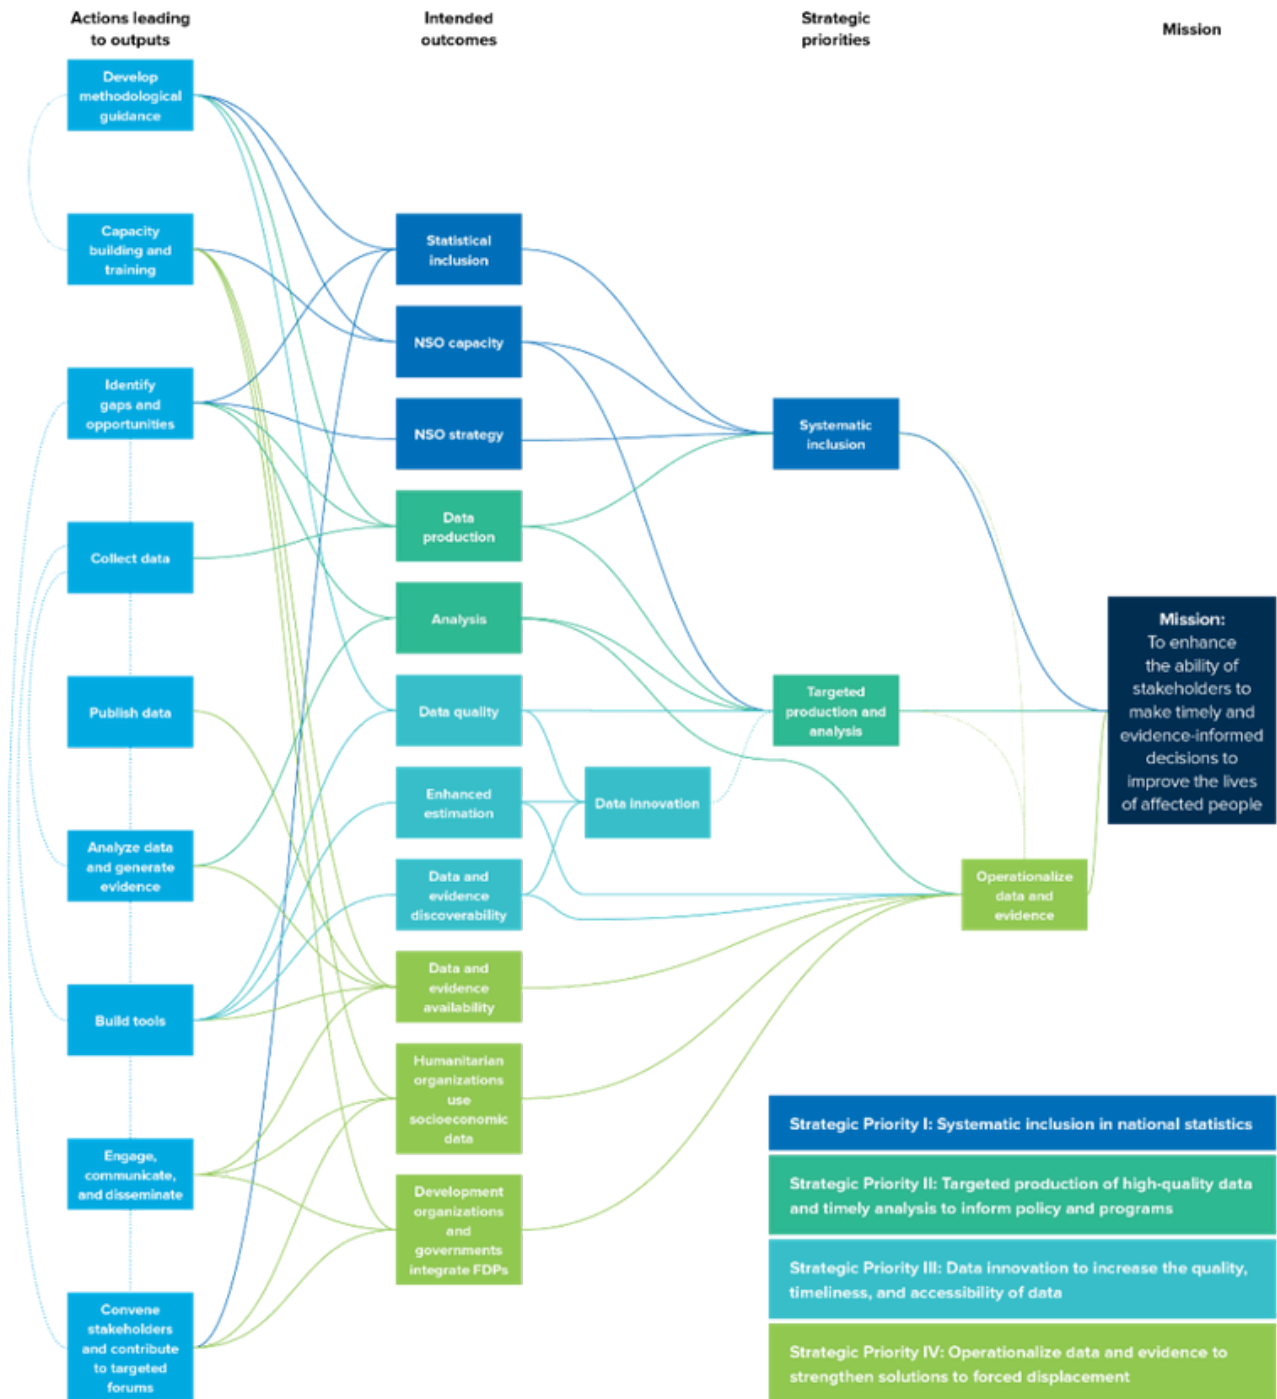 Actions leading
to outputs
Intended
outcomes
Strategic
priorities
Mission
Develop
methodological
guidance
Capacity
building and
training
Identify
gaps and
opportunities
Collect data
Publish data
Analyze data
and generate
evidence
Build tools
Engage,
communicate,
and disseminate
Convene
stakeholders
and contribute
to targeted
forums
Statistical
inclusion
NSO capacity
NSO strategy
Data
production
Analysis
Data quality
Enhanced
estimation
Data and
evidence
discoverability
Data and
evidence
availability
Humanitarian
organizations
use
socioeconomic
data
Development
organizations
and
governments
integrate FDPs
Data innovation
Systematic
inclusion
Targeted
production and
analysis
Operationalize
data and
evidence
Mission:
To enhance
the ability of
stakeholders to
make timely and
evidence-informed
decisions to
improve the lives
of affected people
Strategic Priority I: Systematic inclusion in national statistics
Strategic Priority II: Targeted production of high-quality data
and timely analysis to inform policy and programs
Strategic Priority III: Data innovation to increase the quality,
timeliness, and accessibility of data
Strategic Priority IV: Operationalize data and evidence to
strengthen solutions to forced displacement